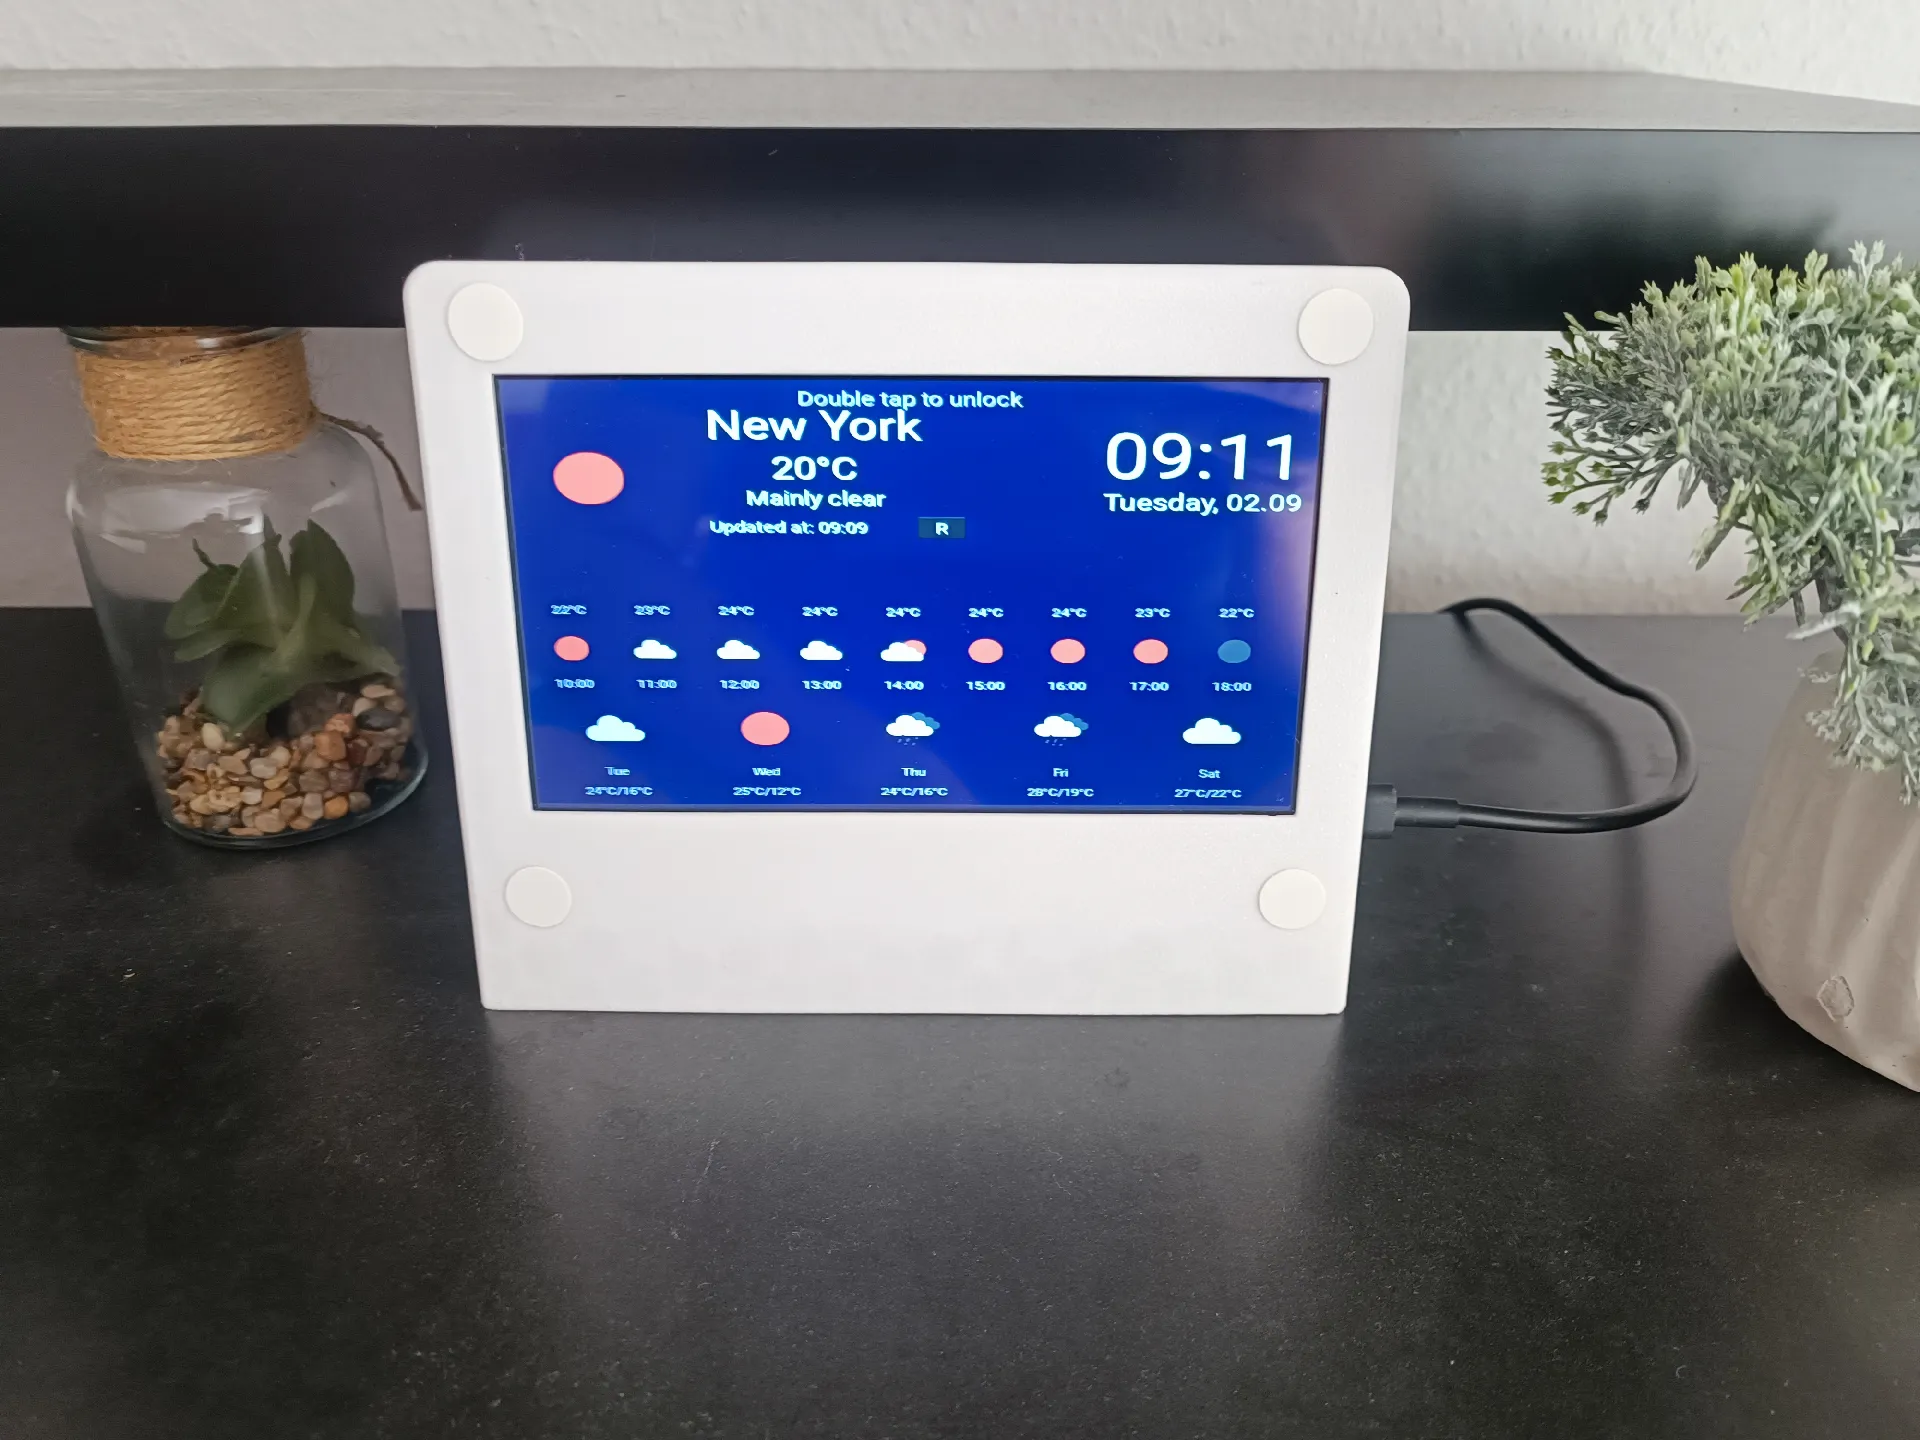 Double tap to unlock
New York
20°C
Mainly clear
Updated at: 09:09
R
09:11
Tuesday, 02.09
22°C 23°C 24°C 24°C 24°C 24°C 24°C 23°C 22°C
10:00 11:00 12:00 13:00 14:00 15:00 16:00 17:00 18:00
Tue Wed Thu Fri Sat
24°C/16°C 25°C/12°C 24°C/16°C 28°C/19°C 27°C/22°C